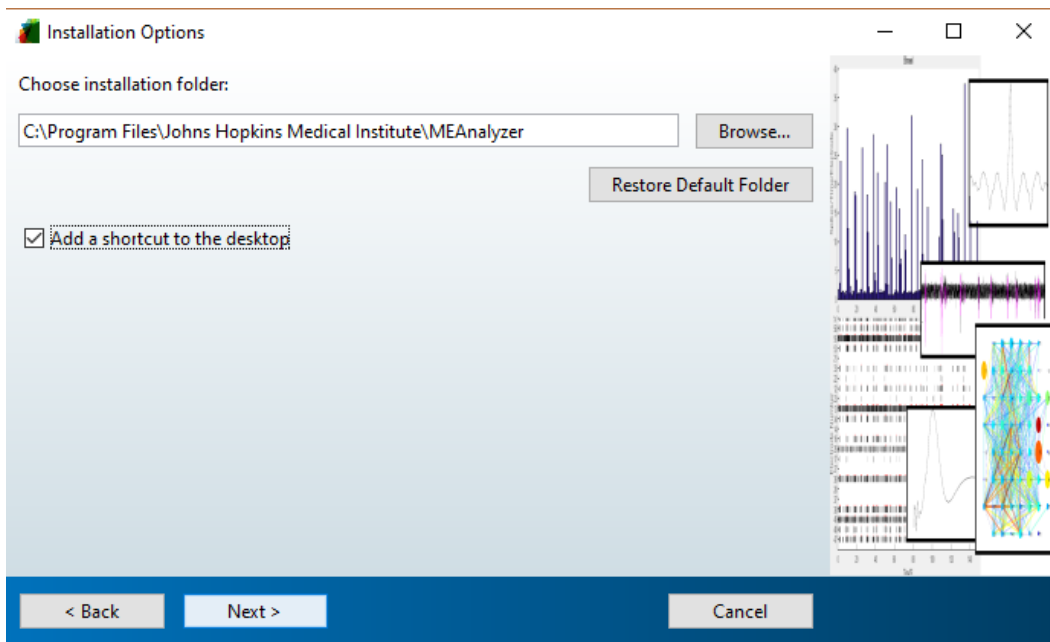 Installation Options
Choose installation folder:
C:\Program Files\Johns Hopkins Medical Institute\MEAnalyzer
Browse...
Restore Default Folder
Add a shortcut to the desktop
< Back
Next >
Cancel